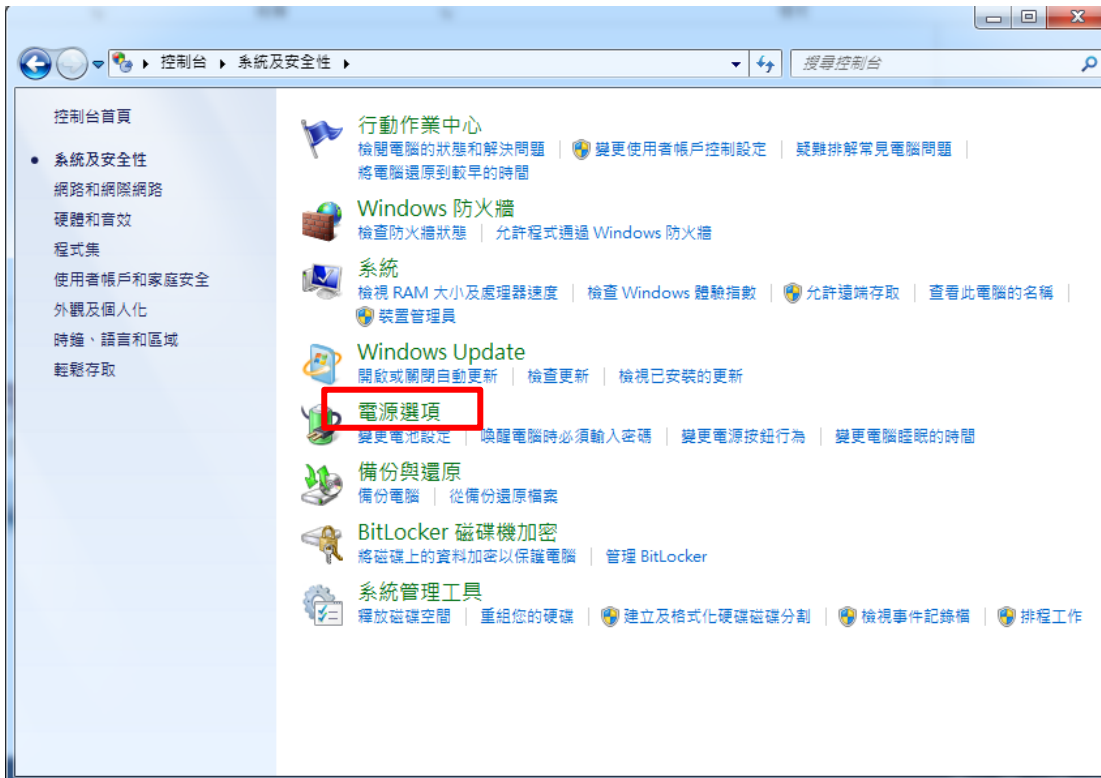 控制台 系統及安全性
搜尋控制台
控制台首頁
系統及安全性
網路和網際網路
硬體和音效
程式集
使用者帳戶和家庭安全
外觀及個人化
時鐘、語言和區域
輕鬆存取
行動作業中心
檢閱電腦的狀態和解決問題 變更使用者帳戶控制設定 疑難排解常見電腦問題
將電腦還原到較早的時間
Windows 防火牆
檢查防火牆狀態 允許程式通過 Windows 防火牆
系統
檢視 RAM 大小及處理器速度 檢查 Windows 體驗指數 允許遠端存取 查看此電腦的名稱
裝置管理員
Windows Update
開啟或關閉自動更新 檢查更新 檢視已安裝的更新
電源選項
變更電池設定 喚醒電腦時必須輸入密碼 變更電源按鈕行為 變更電腦睡眠的時間
備份與還原
備份電腦 從備份還原檔案
BitLocker 磁碟機加密
將磁碟上的資料加密以保護電腦 管理 BitLocker
系統管理工具
釋放磁碟空間 重組您的硬碟 建立及格式化硬碟磁碟分割 檢視事件記錄檔 排程工作